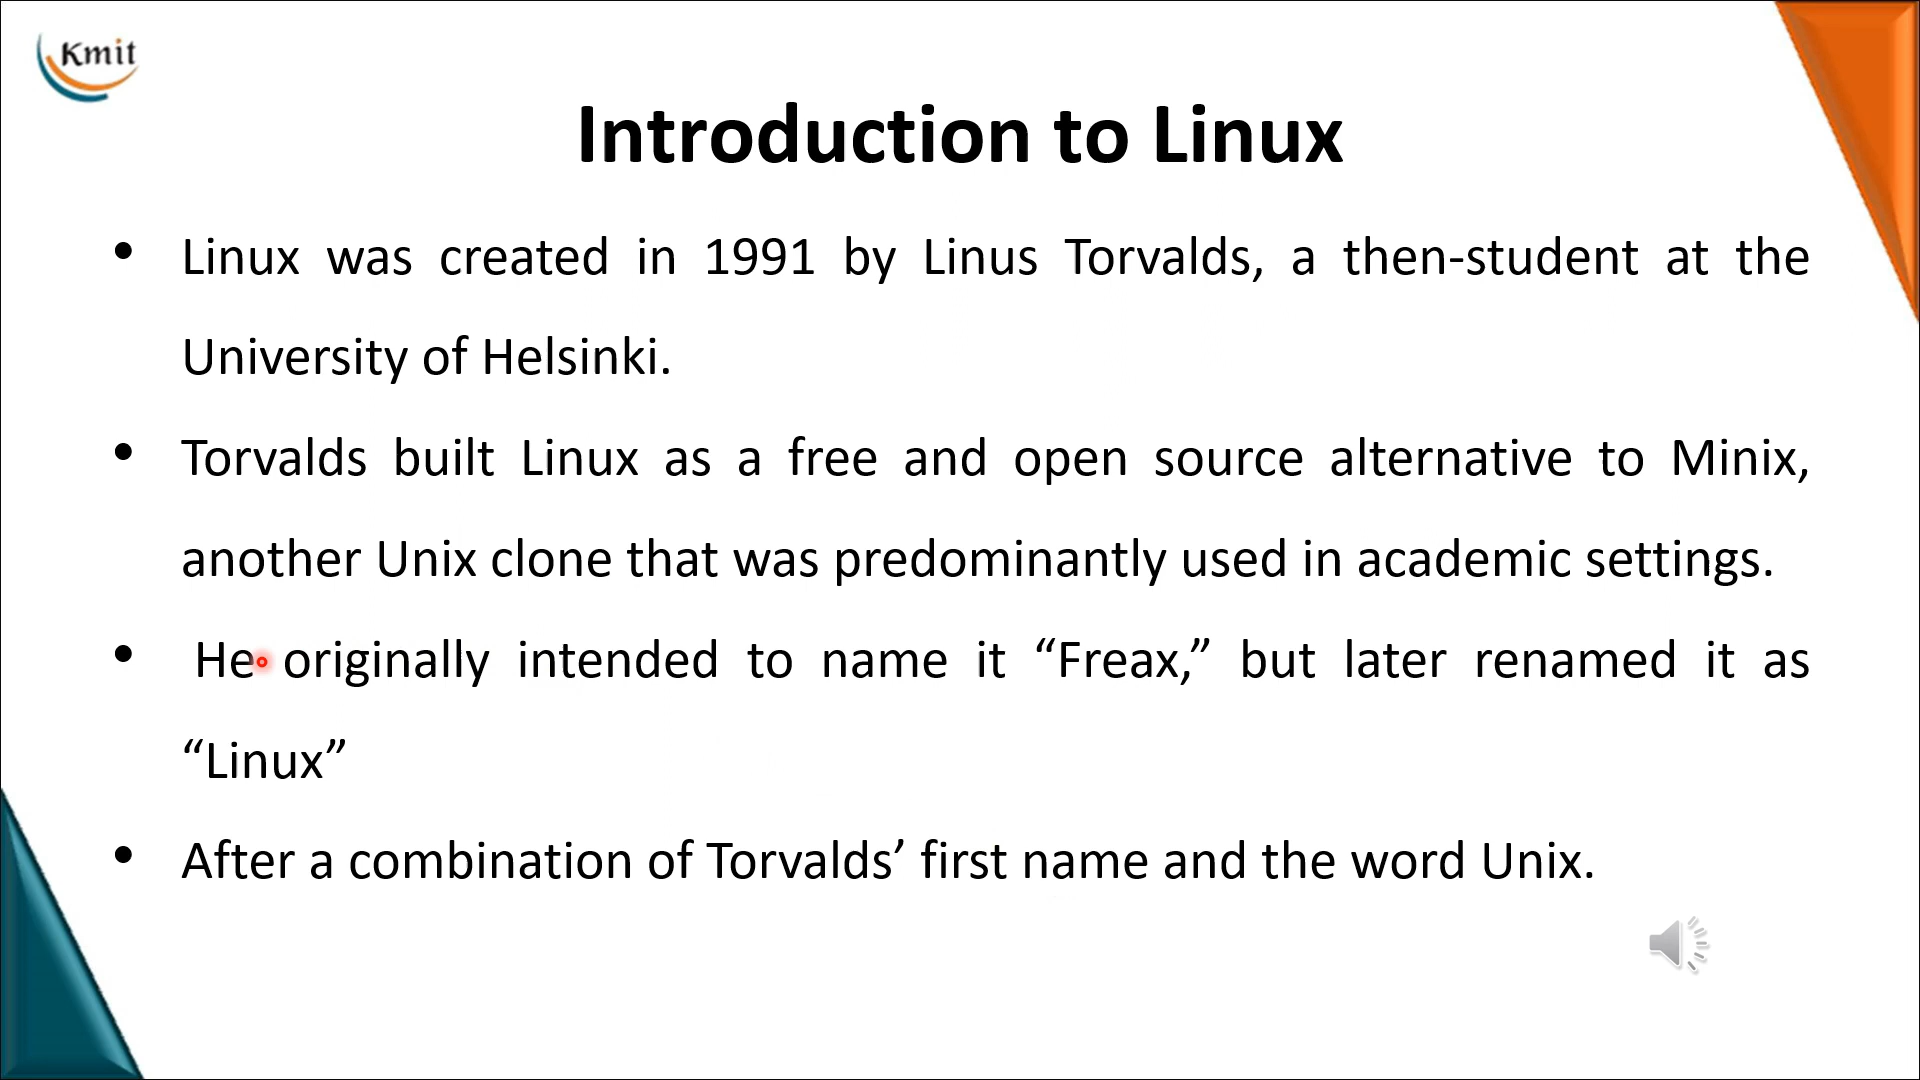 Kmit
Introduction to Linux
• Linux was created in 1991 by Linus Torvalds, a then-student at the
University of Helsinki.
• Torvalds built Linux as a free and open source alternative to Minix,
another Unix clone that was predominantly used in academic settings.
• He originally intended to name it “Freax,” but later renamed it as
“Linux”
• After a combination of Torvalds’ first name and the word Unix.